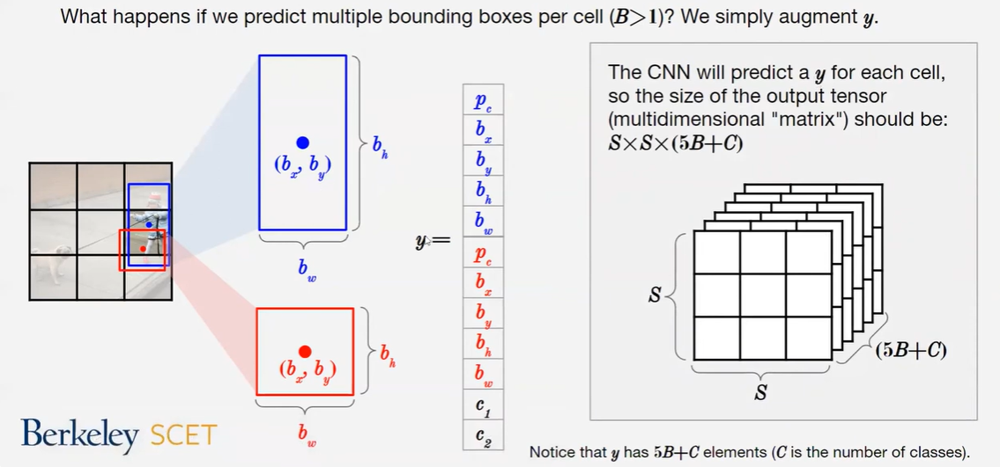 What happens if we predict multiple bounding boxes per cell (B>1)? We simply augment y.
The CNN will predict a y for each cell,
so the size of the output tensor
(multidimensional "matrix") should be:
S×S×(5B+C)
(b_x, b_y)
b_h
b_w
(b_x, b_y)
b_h
b_w
y=
p_c
b_x
b_y
b_h
b_w
p_c
b_x
b_y
b_h
b_w
c_1
c_2
S
S
(5B+C)
Berkeley SCET
Notice that y has 5B+C elements (C is the number of classes).